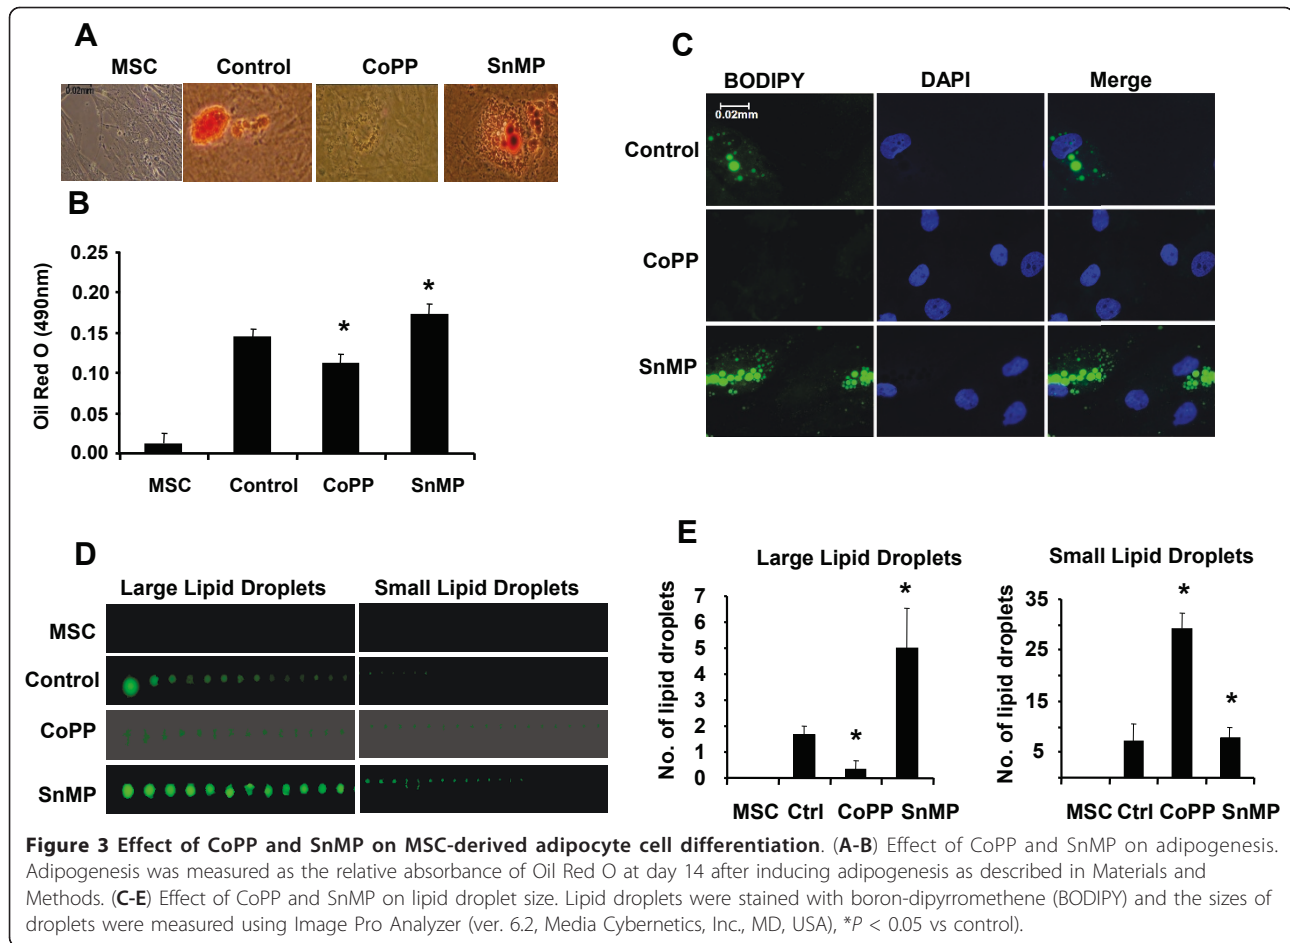 A
MSC Control CoPP SnMP
0.02mm
B
Oil Red O (490nm)
0.25
0.20
0.15
0.10
0.05
0.00
*
*
MSC Control CoPP SnMP
C
BODIPY DAPI Merge
0.02mm
Control
CoPP
SnMP
D
Large Lipid Droplets Small Lipid Droplets
MSC
Control
CoPP
SnMP
E
Large Lipid Droplets
No. of lipid droplets
7
6
5
4
3
2
1
0
*
*
MSC Ctrl CoPP SnMP
Small Lipid Droplets
No. of lipid droplets
35
25
15
5
*
*
MSC Ctrl CoPP SnMP
Figure 3 Effect of CoPP and SnMP on MSC-derived adipocyte cell differentiation. (A-B) Effect of CoPP and SnMP on adipogenesis.
Adipogenesis was measured as the relative absorbance of Oil Red O at day 14 after inducing adipogenesis as described in Materials and
Methods. (C-E) Effect of CoPP and SnMP on lipid droplet size. Lipid droplets were stained with boron-dipyrromethene (BODIPY) and the sizes of
droplets were measured using Image Pro Analyzer (ver. 6.2, Media Cybernetics, Inc., MD, USA), *P < 0.05 vs control).